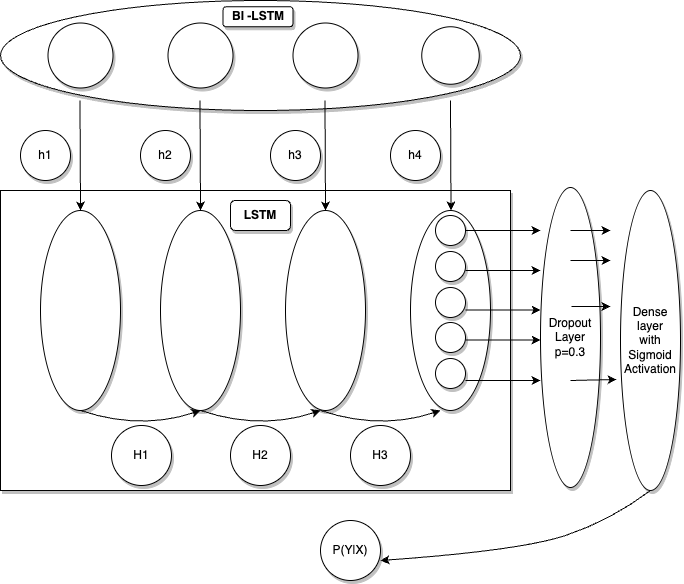 BI -LSTM
h1
h2
h3
h4
LSTM
Dropout
Layer
p=0.3
Dense
layer
with
Sigmoid
Activation
H1
H2
H3
P(Y|X)